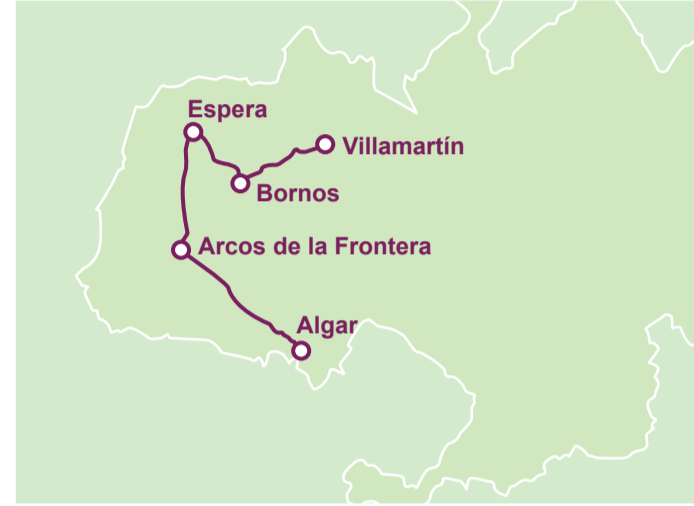 Espera
Villamartín
Bornos
Arcos de la Frontera
Algar